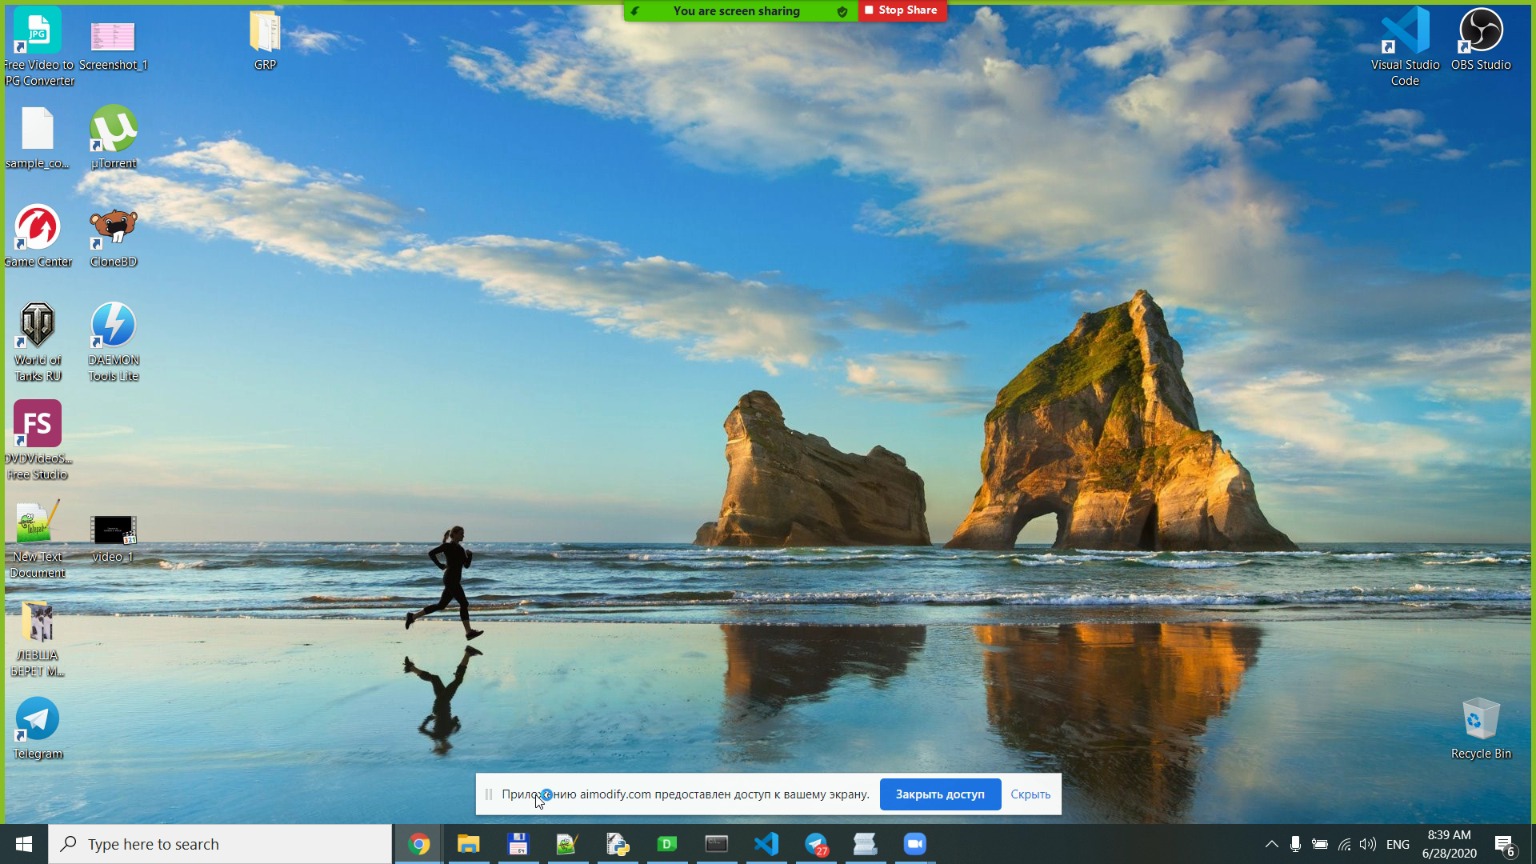 You are screen sharing
Stop Share
JPG
Free Video to
JPG Converter
Screenshot_1
GRP
Visual Studio
Code
OBS Studio
sample_co...
µTorrent
Game Center
CloneBD
World of
Tanks RU
DAEMON
Tools Lite
FS
DVDVideoS...
Free Studio
New Text
Document
video_1
ЛЕВША
БЕРЕТ М...
Telegram
Recycle Bin
aimodify.com предоставлен доступ к вашему экрану.
Закрыть доступ
Скрыть
Type here to search
D
27
ENG
8:39 AM
6/28/2020
6